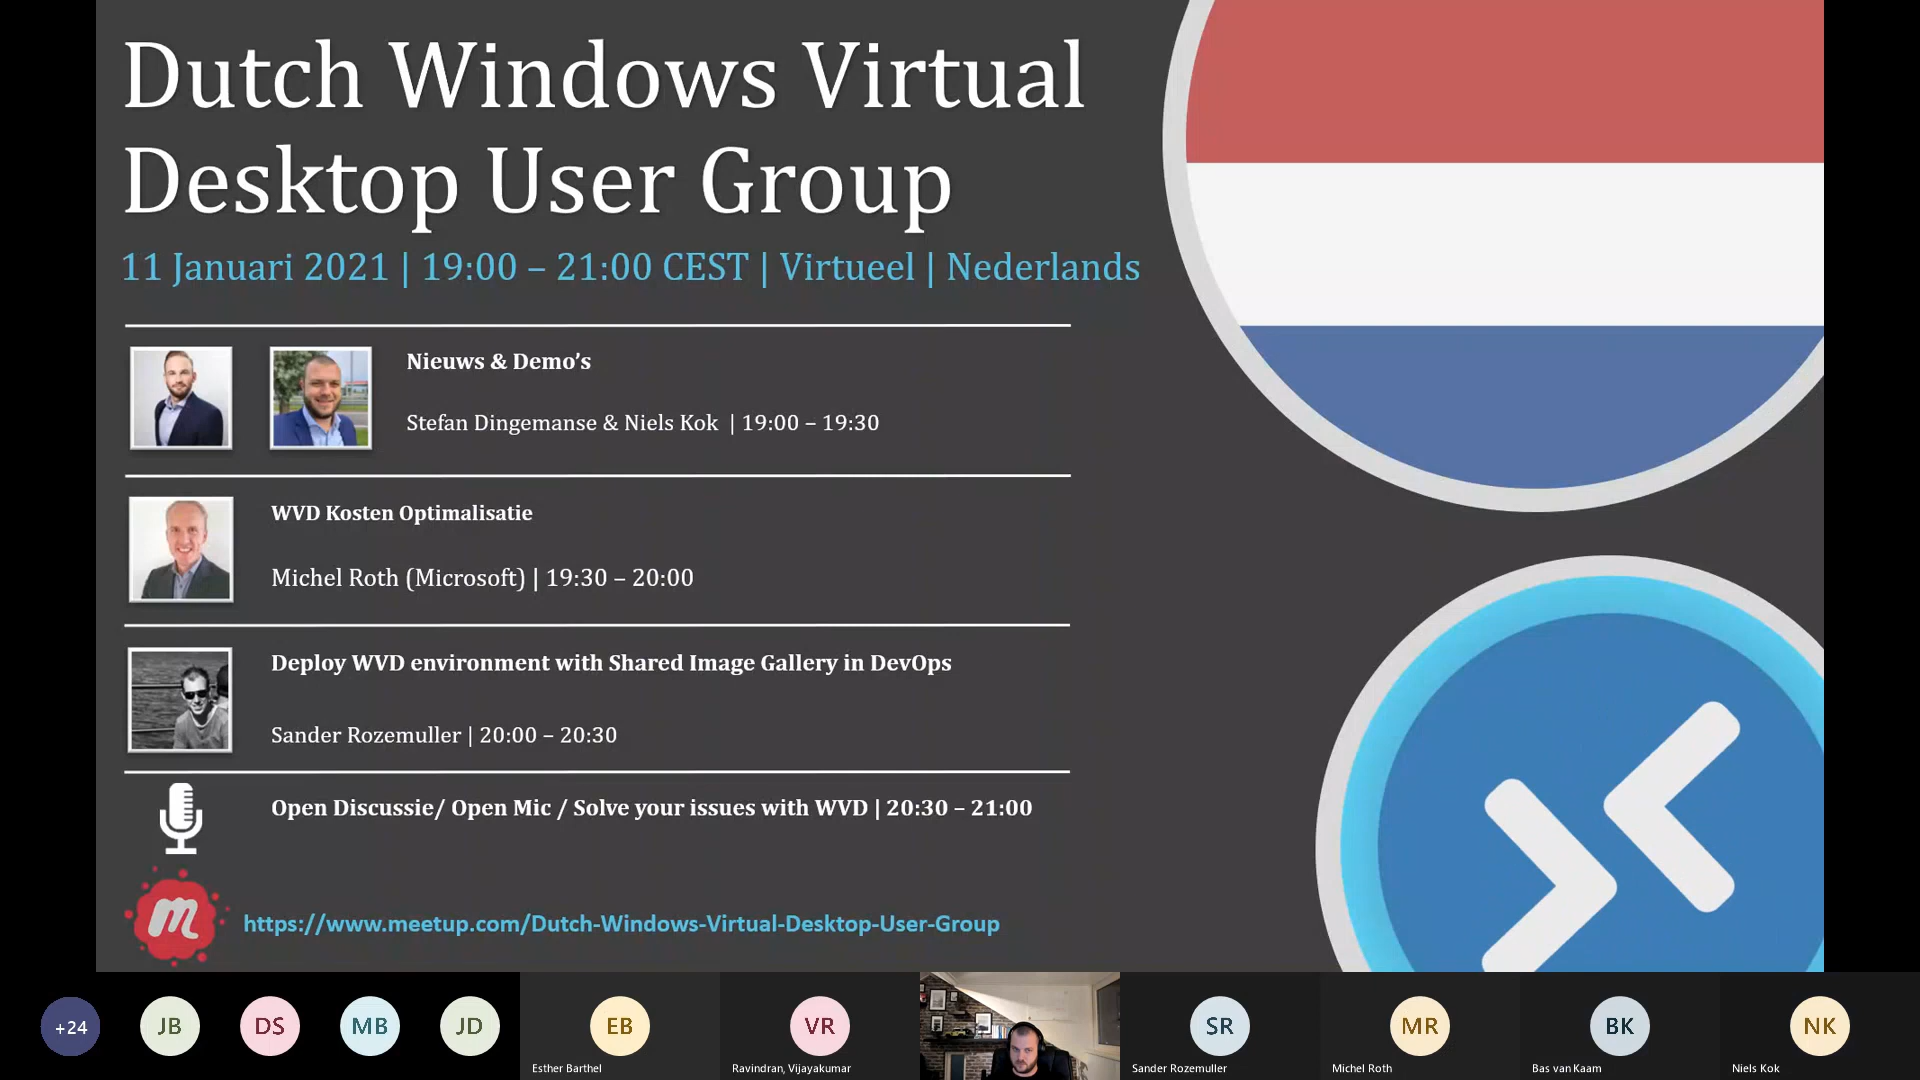 Dutch Windows Virtual
Desktop User Group
11 Januari 2021 | 19:00 – 21:00 CEST | Virtueel | Nederlands
Nieuws & Demo’s
Stefan Dingemanse & Niels Kok | 19:00 – 19:30
WVD Kosten Optimalisatie
Michel Roth (Microsoft) | 19:30 – 20:00
Deploy WVD environment with Shared Image Gallery in DevOps
Sander Rozemuller | 20:00 – 20:30
Open Discussie/ Open Mic / Solve your issues with WVD | 20:30 – 21:00
m
https://www.meetup.com/Dutch-Windows-Virtual-Desktop-User-Group
+24 JB DS MB JD EB VR SR MR BK NK
Esther Barthel Ravindran, Vijayakumar Sander Rozemuller Michel Roth Bas van Kaam Niels Kok